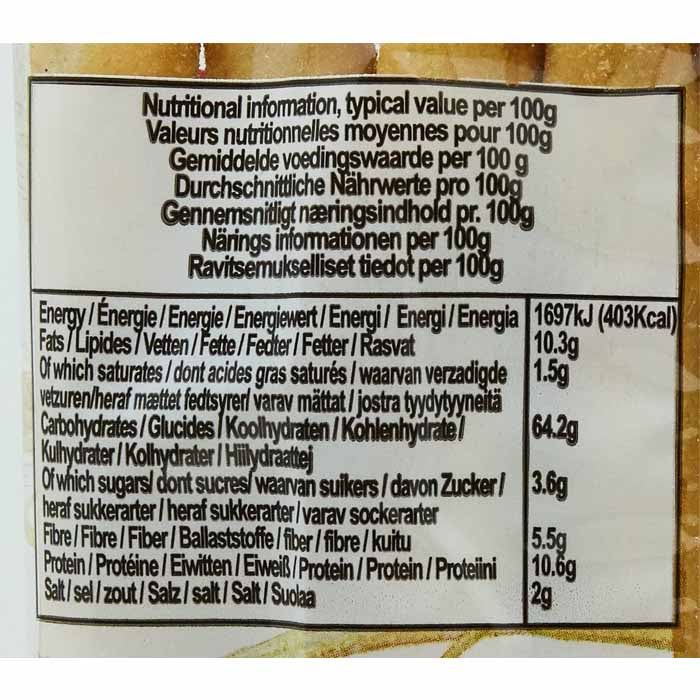 Nutritional information, typical value per 100g
Valeurs nutritionnelles moyennes pour 100g
Gemiddelde voedingswaarde per 100 g
Durchschnittliche Nährwerte pro 100g
Gennemsnitligt næringsindhold pr. 100g
Närings informationen per 100g
Ravitsemukselliset tiedot per 100g
Energy / Énergie / Energie / Energiewert / Energi / Energi / Energia 1697kJ (403Kcal)
Fats / Lipides / Vetten / Fette / Fedter / Fetter / Rasvat 10.3g
Of which saturates / dont acides gras saturés / waarvan verzadigde 1.5g
vetzuren/heraf mættet fedtsyrer/ varav mättat / jostra tyydytyyneitä
Carbohydrates / Glucides / Koolhydraten / Kohlenhydrate / 64.2g
Kulhydrater / Kolhydrater / Hiilydraattej
Of which sugars/ dont sucres/ waarvan suikers / davon Zucker / 3.6g
heraf sukkerarter / heraf sukkerarter / varav sockerarter
Fibre / Fibre / Fiber / Ballaststoffe / fiber / fibre / kuitu 5.5g
Protein / Protéine / Eiwitten / Eiweiß / Protein / Protein / Proteiini 10.6g
Salt / sel / zout / Salz / salt / Salt / Suolaa 2g